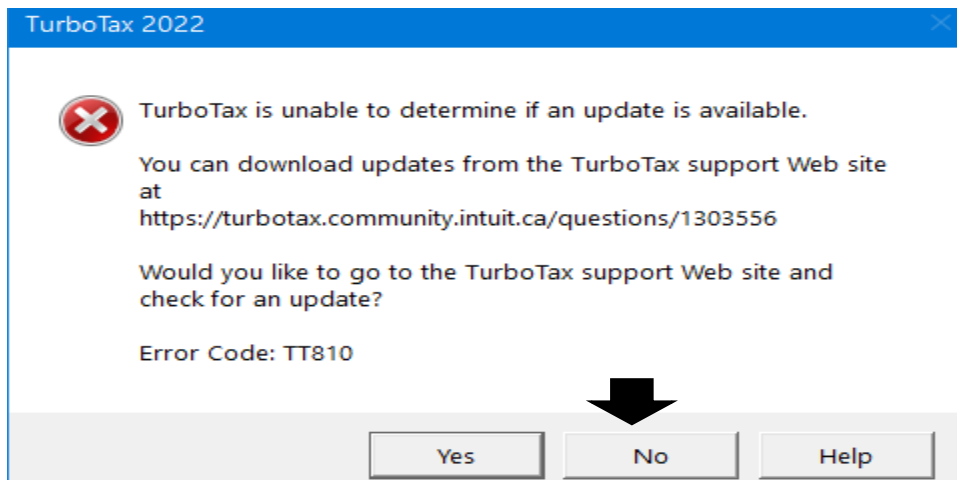 TurboTax 2022
TurboTax is unable to determine if an update is available.
You can download updates from the TurboTax support Web site
at
https://turbotax.community.intuit.ca/questions/1303556
Would you like to go to the TurboTax support Web site and
check for an update?
Error Code: TT810
Yes
No
Help